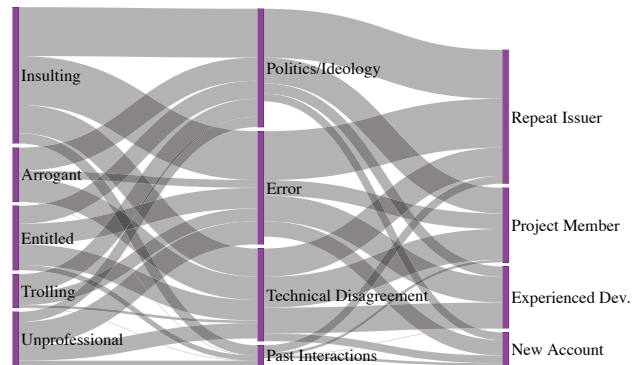 Insulting
Arrogant
Entitled
Trolling
Unprofessional
Politics/Ideology
Error
Technical Disagreement
Past Interactions
Repeat Issuer
Project Member
Experienced Dev.
New Account